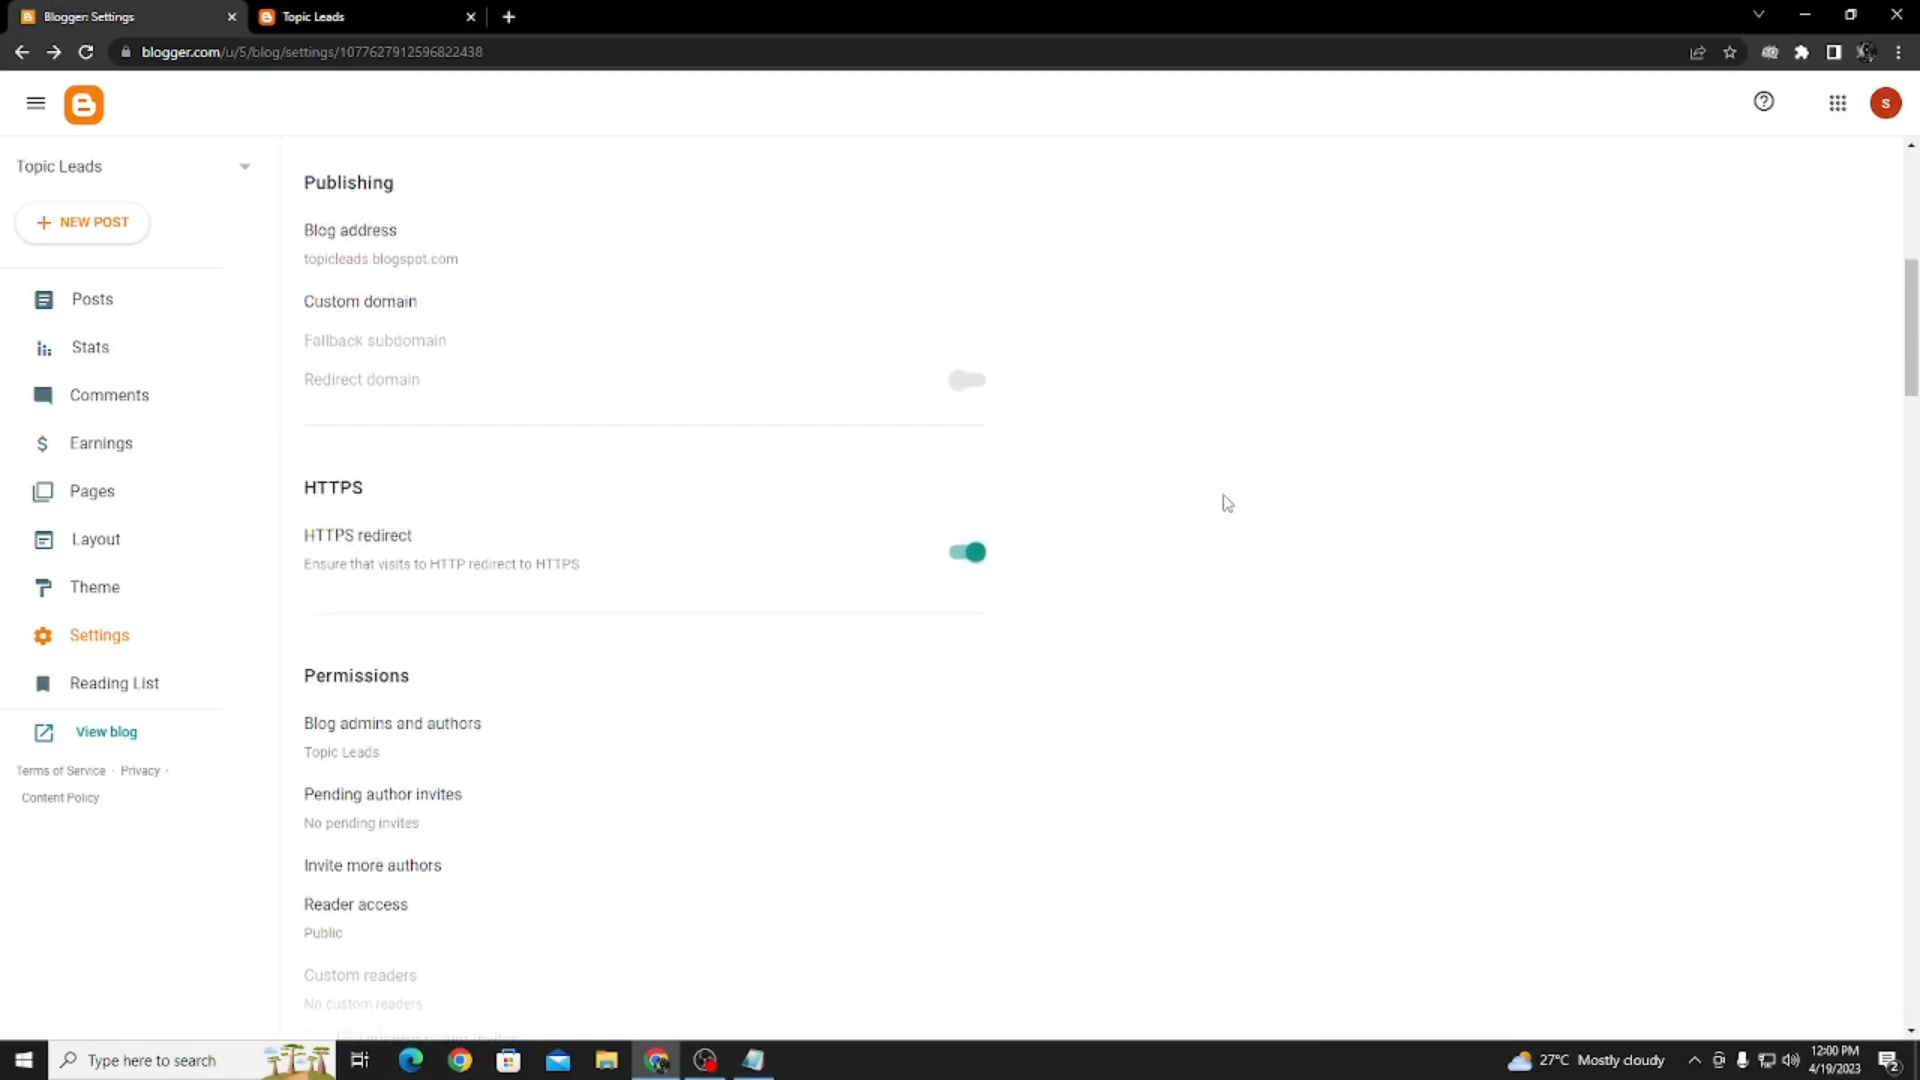 Blogger: Settings
Topic Leads
blogger.com/u/5/blog/settings/1077627912596822438
S
Topic Leads
NEW POST
Posts
Stats
Comments
Earnings
Pages
Layout
Theme
Settings
Reading List
View blog
Terms of Service · Privacy ·
Content Policy
Publishing
Blog address
topicleads.blogspot.com
Custom domain
Fallback subdomain
Redirect domain
HTTPS
HTTPS redirect
Ensure that visits to HTTP redirect to HTTPS
Permissions
Blog admins and authors
Topic Leads
Pending author invites
No pending invites
Invite more authors
Reader access
Public
Custom readers
No custom readers
Type here to search
27°C Mostly cloudy
12:00 PM
4/19/2023
2